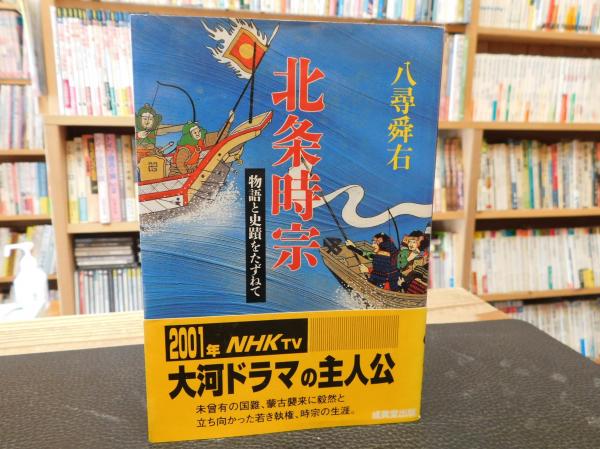 八尋舜右
北条時宗
物語と史蹟をたずねて
2001年 NHK TV
大河ドラマの主人公
未曾有の国難、蒙古襲来に毅然と
立ち向かった若き執権、時宗の生涯。
成美堂出版